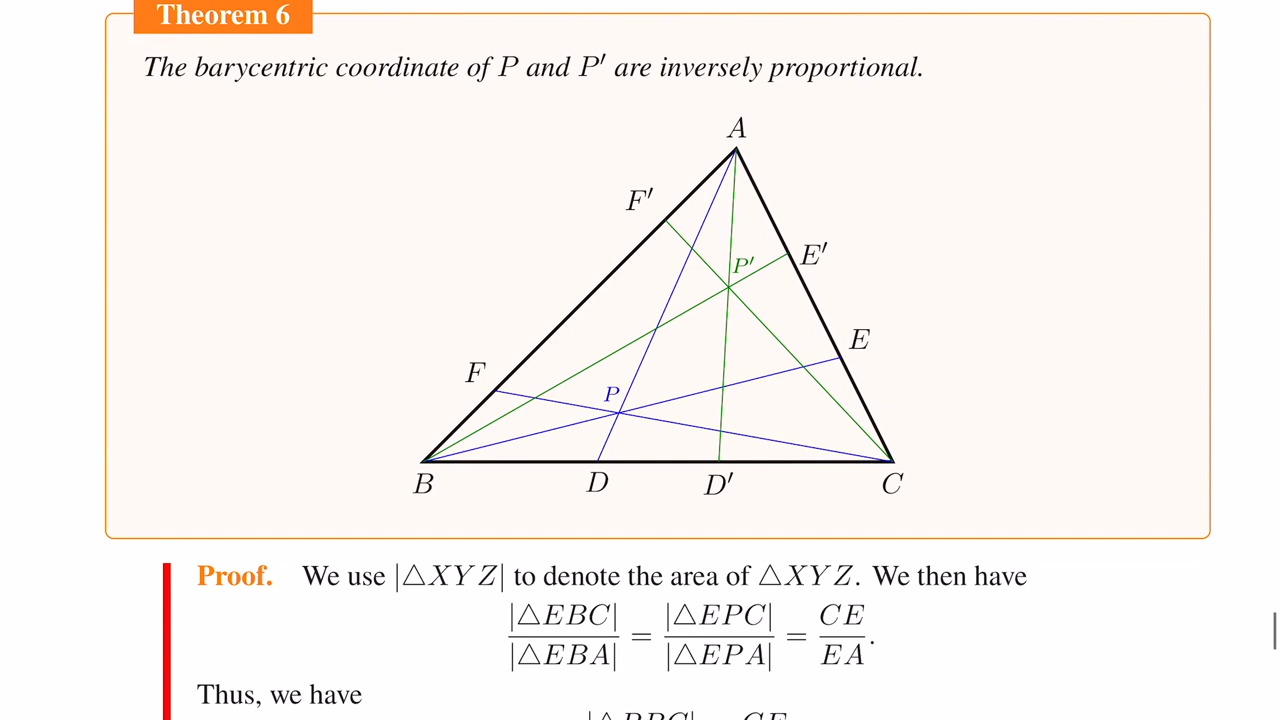 Theorem 6
The barycentric coordinate of P and P′ are inversely proportional.
A
F′
E′
P′
E
F
P
B
D
D′
C
Proof. We use |△XYZ| to denote the area of △XYZ. We then have
|△EBC| / |△EBA| = |△EPC| / |△EPA| = CE / EA.
Thus, we have